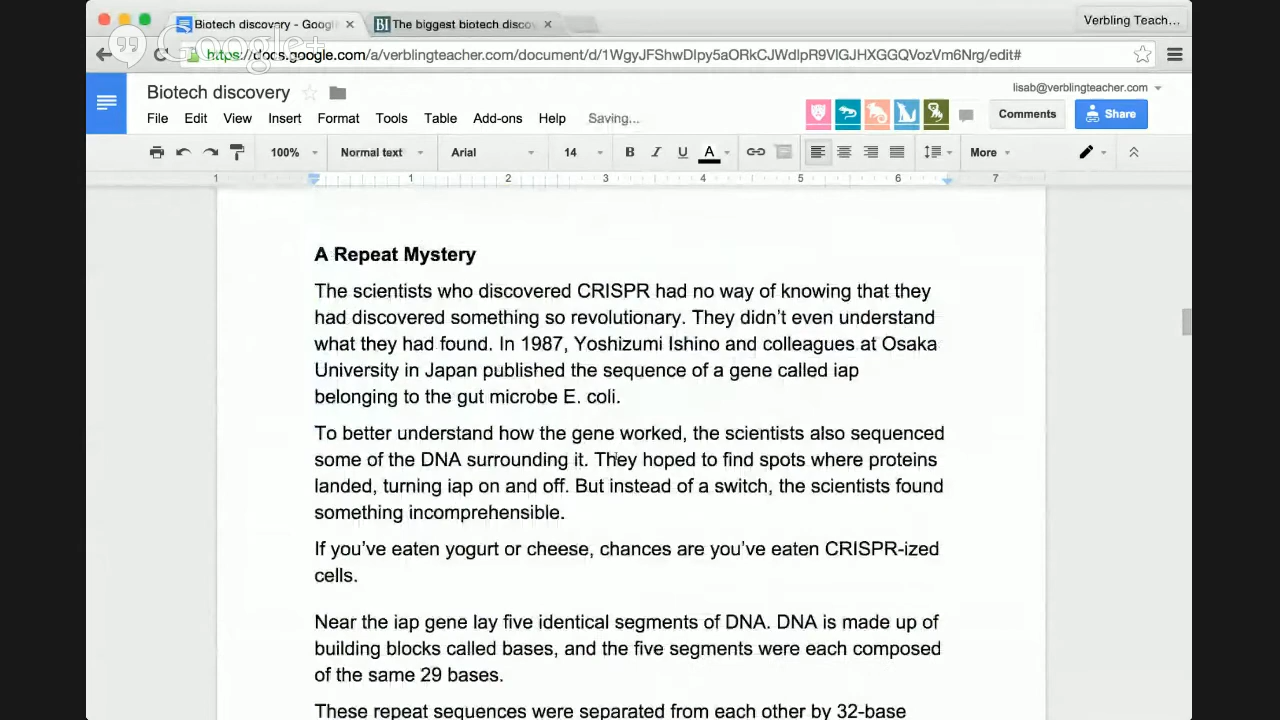 Biotech discovery - Googl
The biggest biotech disco
Verbling Teach...
Google+
https://docs.google.com/a/verblingteacher.com/document/d/1WgyJFShwDlpy5aORkCJWdlpR9VlGJHXGGQVozVm6Nrg/edit#
Biotech discovery
lisab@verblingteacher.com
File Edit View Insert Format Tools Table Add-ons Help Saving...
Comments
Share
100% Normal text Arial 14 B I U A More
1 1 2 3 4 5 6 7
A Repeat Mystery
The scientists who discovered CRISPR had no way of knowing that they
had discovered something so revolutionary. They didn’t even understand
what they had found. In 1987, Yoshizumi Ishino and colleagues at Osaka
University in Japan published the sequence of a gene called iap
belonging to the gut microbe E. coli.
To better understand how the gene worked, the scientists also sequenced
some of the DNA surrounding it. They hoped to find spots where proteins
landed, turning iap on and off. But instead of a switch, the scientists found
something incomprehensible.
If you’ve eaten yogurt or cheese, chances are you’ve eaten CRISPR-ized
cells.
Near the iap gene lay five identical segments of DNA. DNA is made up of
building blocks called bases, and the five segments were each composed
of the same 29 bases.
These repeat sequences were separated from each other by 32-base